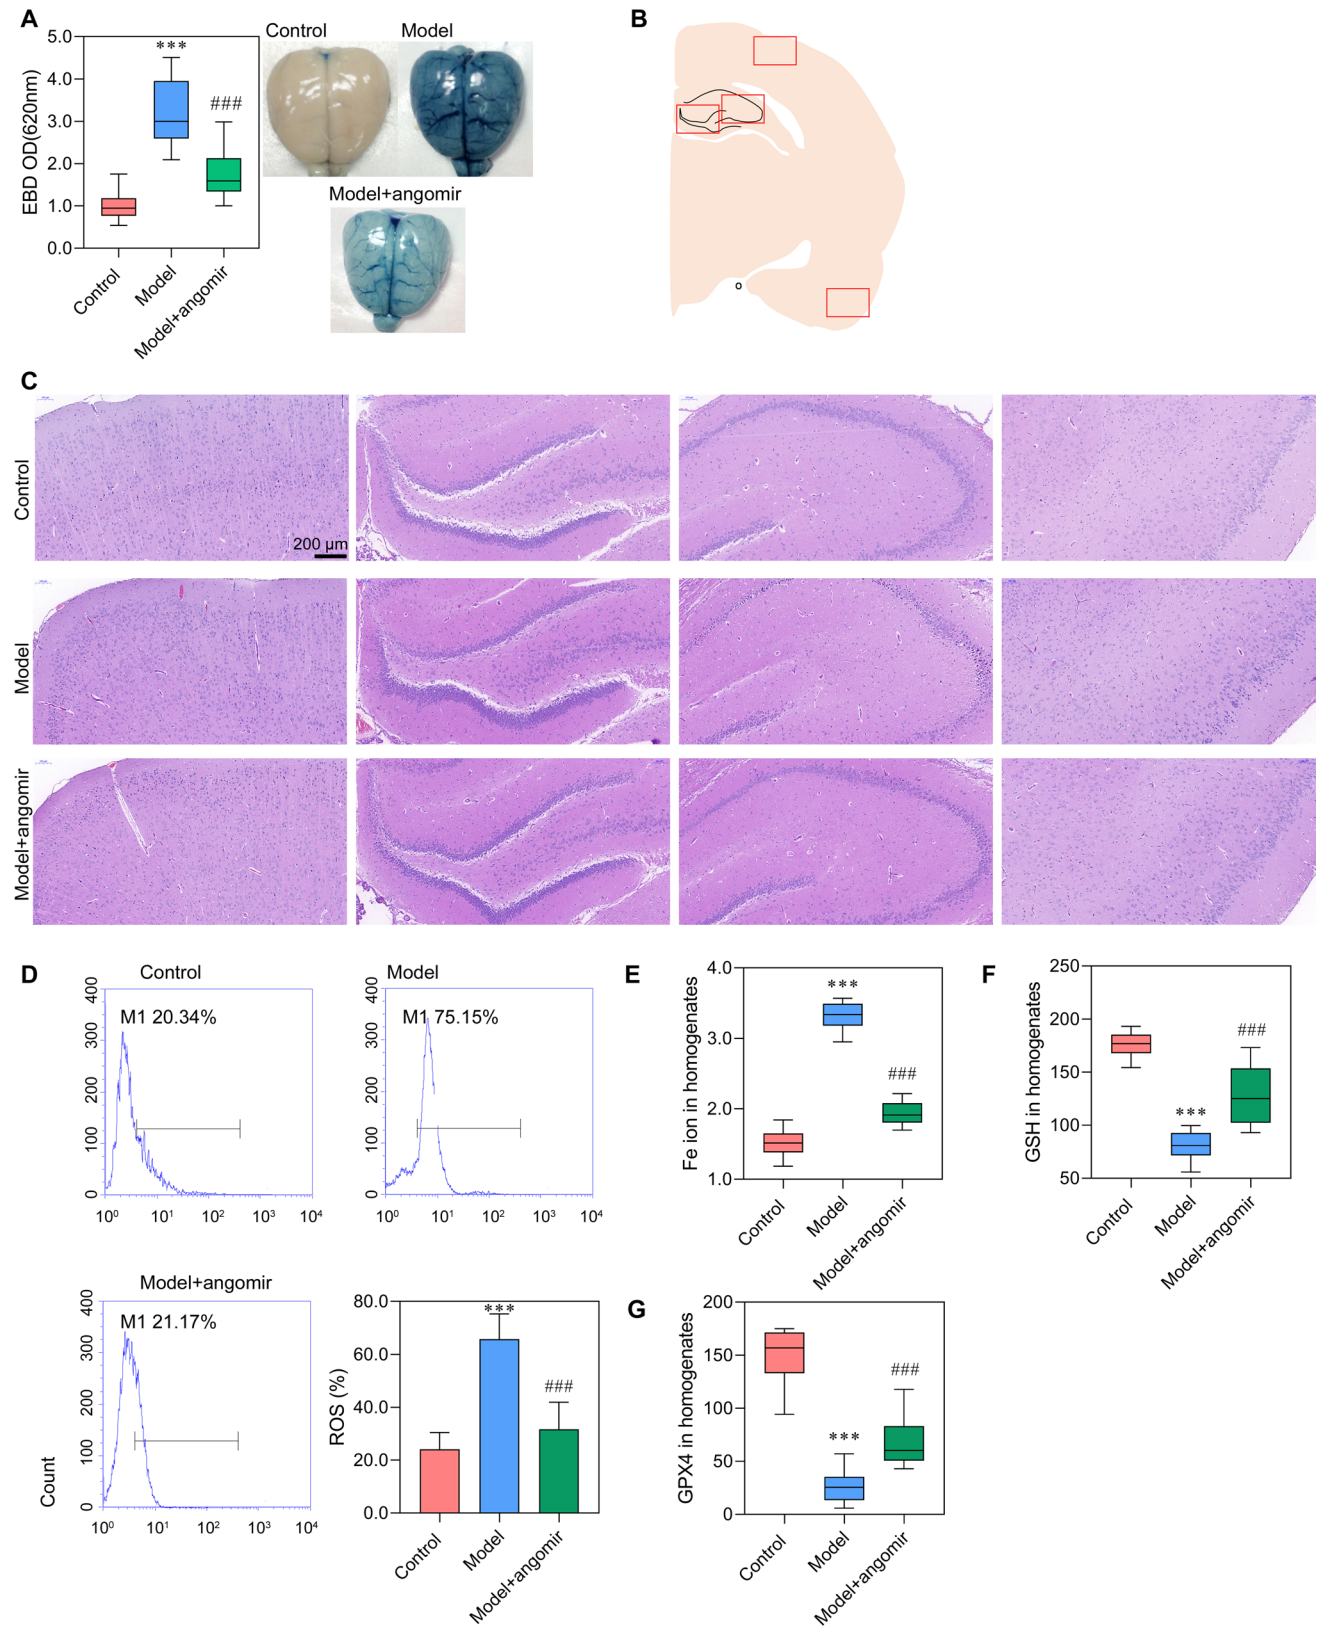 A
Control
Model
EBD OD(620nm)
5.0
4.0
3.0
2.0
1.0
0.0
***
###
Control
Model
Model+angomir
Model+angomir
B
C
Control
200 μm
Model
Model+angomir
D
Control
M1 20.34%
400
300
200
100
0
10⁰
10¹
10²
10³
10⁴
Model
M1 75.15%
400
300
200
100
0
10⁰
10¹
10²
10³
10⁴
Model+angomir
M1 21.17%
Count
400
300
200
100
0
10⁰
10¹
10²
10³
10⁴
ROS (%)
80.0
60.0
40.0
20.0
0.0
***
###
Control
Model
Model+angomir
E
Fe ion in homogenates
4.0
3.0
2.0
1.0
***
###
Control
Model
Model+angomir
F
GSH in homogenates
250
200
150
100
50
***
###
Control
Model
Model+angomir
G
GPX4 in homogenates
200
150
100
50
0
***
###
Control
Model
Model+angomir